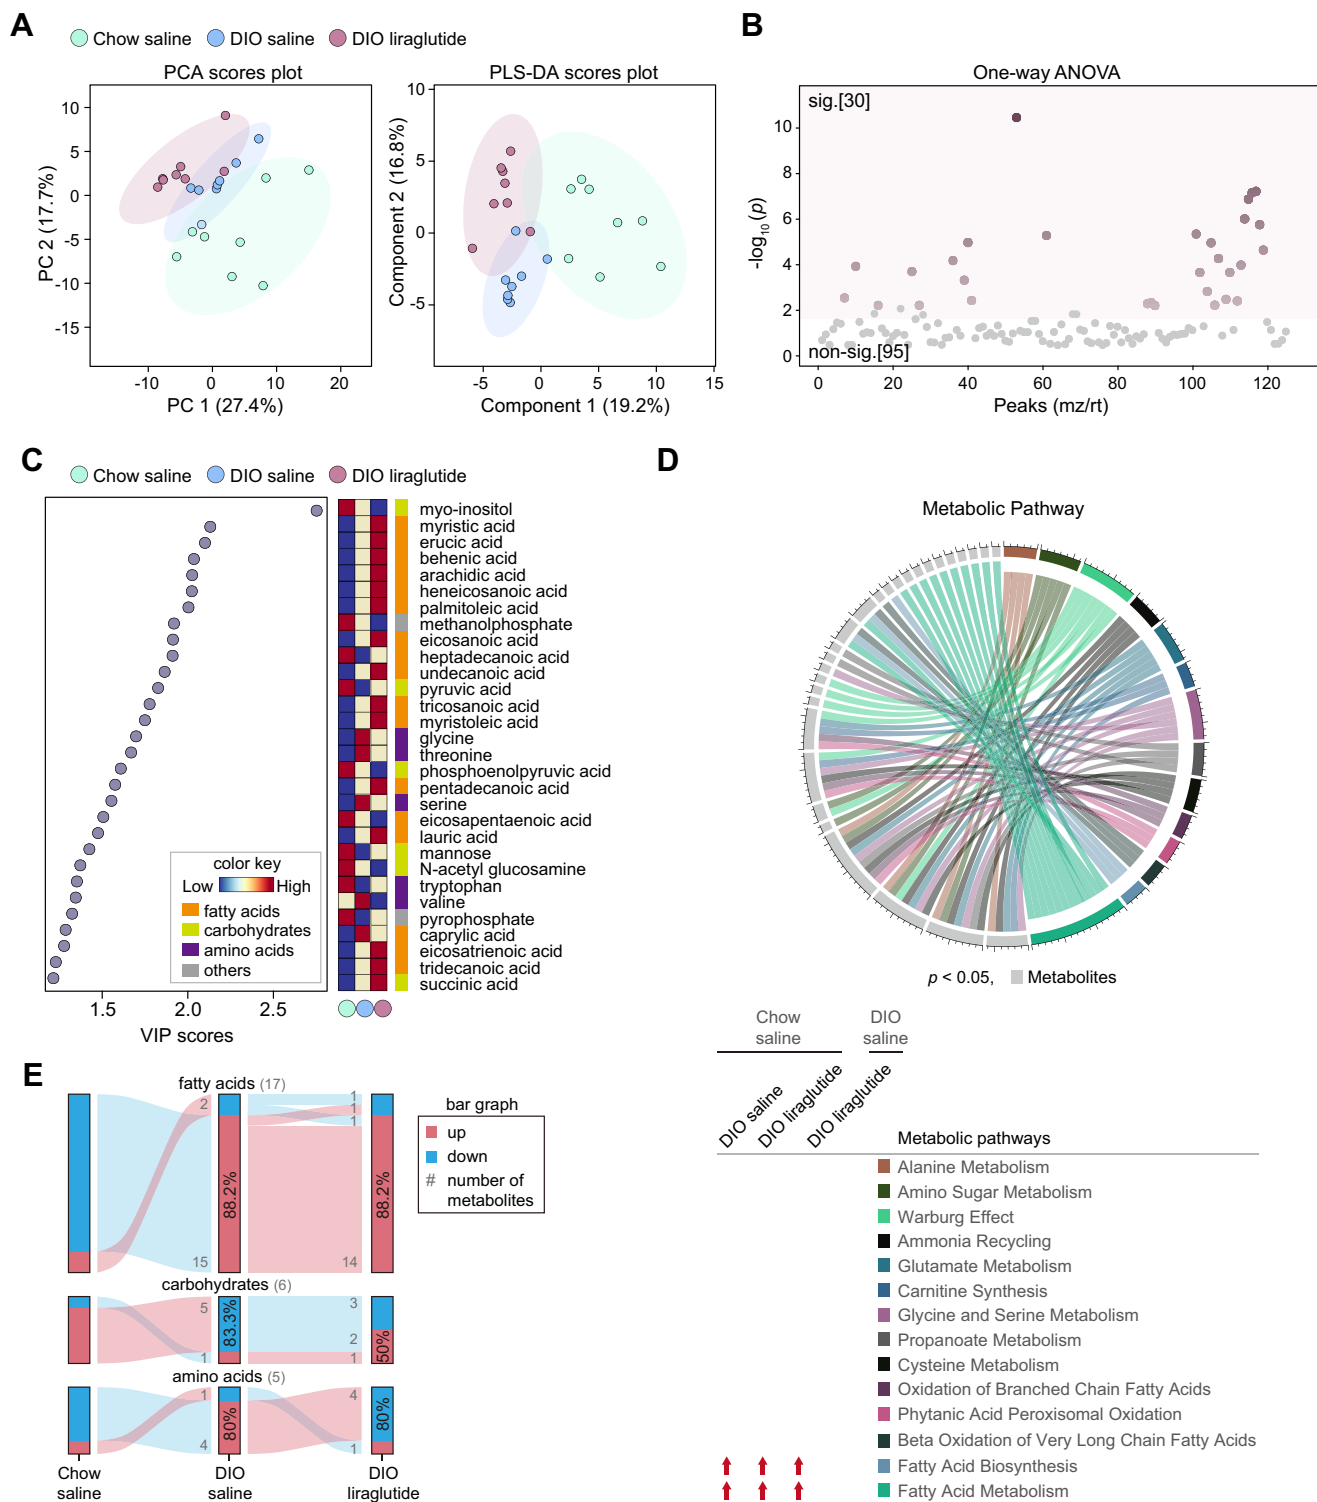 A
Chow saline
DIO saline
DIO liraglutide
PCA scores plot
PC 2 (17.7%)
10
5
0
-5
-10
-15
-10
0
10
20
PC 1 (27.4%)
PLS-DA scores plot
Component 2 (16.8%)
10
5
0
-5
-5
0
5
10
15
Component 1 (19.2%)
B
One-way ANOVA
sig.[30]
non-sig.[95]
-log10(p)
10
8
6
4
2
0
0
20
40
60
80
100
120
Peaks (mz/rt)
C
Chow saline
DIO saline
DIO liraglutide
myo-inositol
myristic acid
erucic acid
behenic acid
arachidic acid
heneicosanoic acid
palmitoleic acid
methanolphosphate
eicosanoic acid
heptadecanoic acid
undecanoic acid
pyruvic acid
tricosanoic acid
myristoleic acid
glycine
threonine
phosphoenolpyruvic acid
pentadecanoic acid
serine
eicosapentaenoic acid
lauric acid
mannose
N-acetyl glucosamine
tryptophan
valine
pyrophosphate
caprylic acid
eicosatrienoic acid
tridecanoic acid
succinic acid
color key
Low
High
fatty acids
carbohydrates
amino acids
others
1.5
2.0
2.5
VIP scores
D
Metabolic Pathway
p < 0.05,
Metabolites
Chow
saline
DIO
saline
DIO saline
DIO liraglutide
DIO liraglutide
Metabolic pathways
Alanine Metabolism
Amino Sugar Metabolism
Warburg Effect
Ammonia Recycling
Glutamate Metabolism
Carnitine Synthesis
Glycine and Serine Metabolism
Propanoate Metabolism
Cysteine Metabolism
Oxidation of Branched Chain Fatty Acids
Phytanic Acid Peroxisomal Oxidation
Beta Oxidation of Very Long Chain Fatty Acids
Fatty Acid Biosynthesis
Fatty Acid Metabolism
E
fatty acids (17)
2
15
88.2%
1
1
1
14
88.2%
carbohydrates (6)
5
1
83.3%
3
2
1
50%
amino acids (5)
1
4
80%
4
1
80%
Chow
saline
DIO
saline
DIO
liraglutide
bar graph
up
down
# number of
metabolites